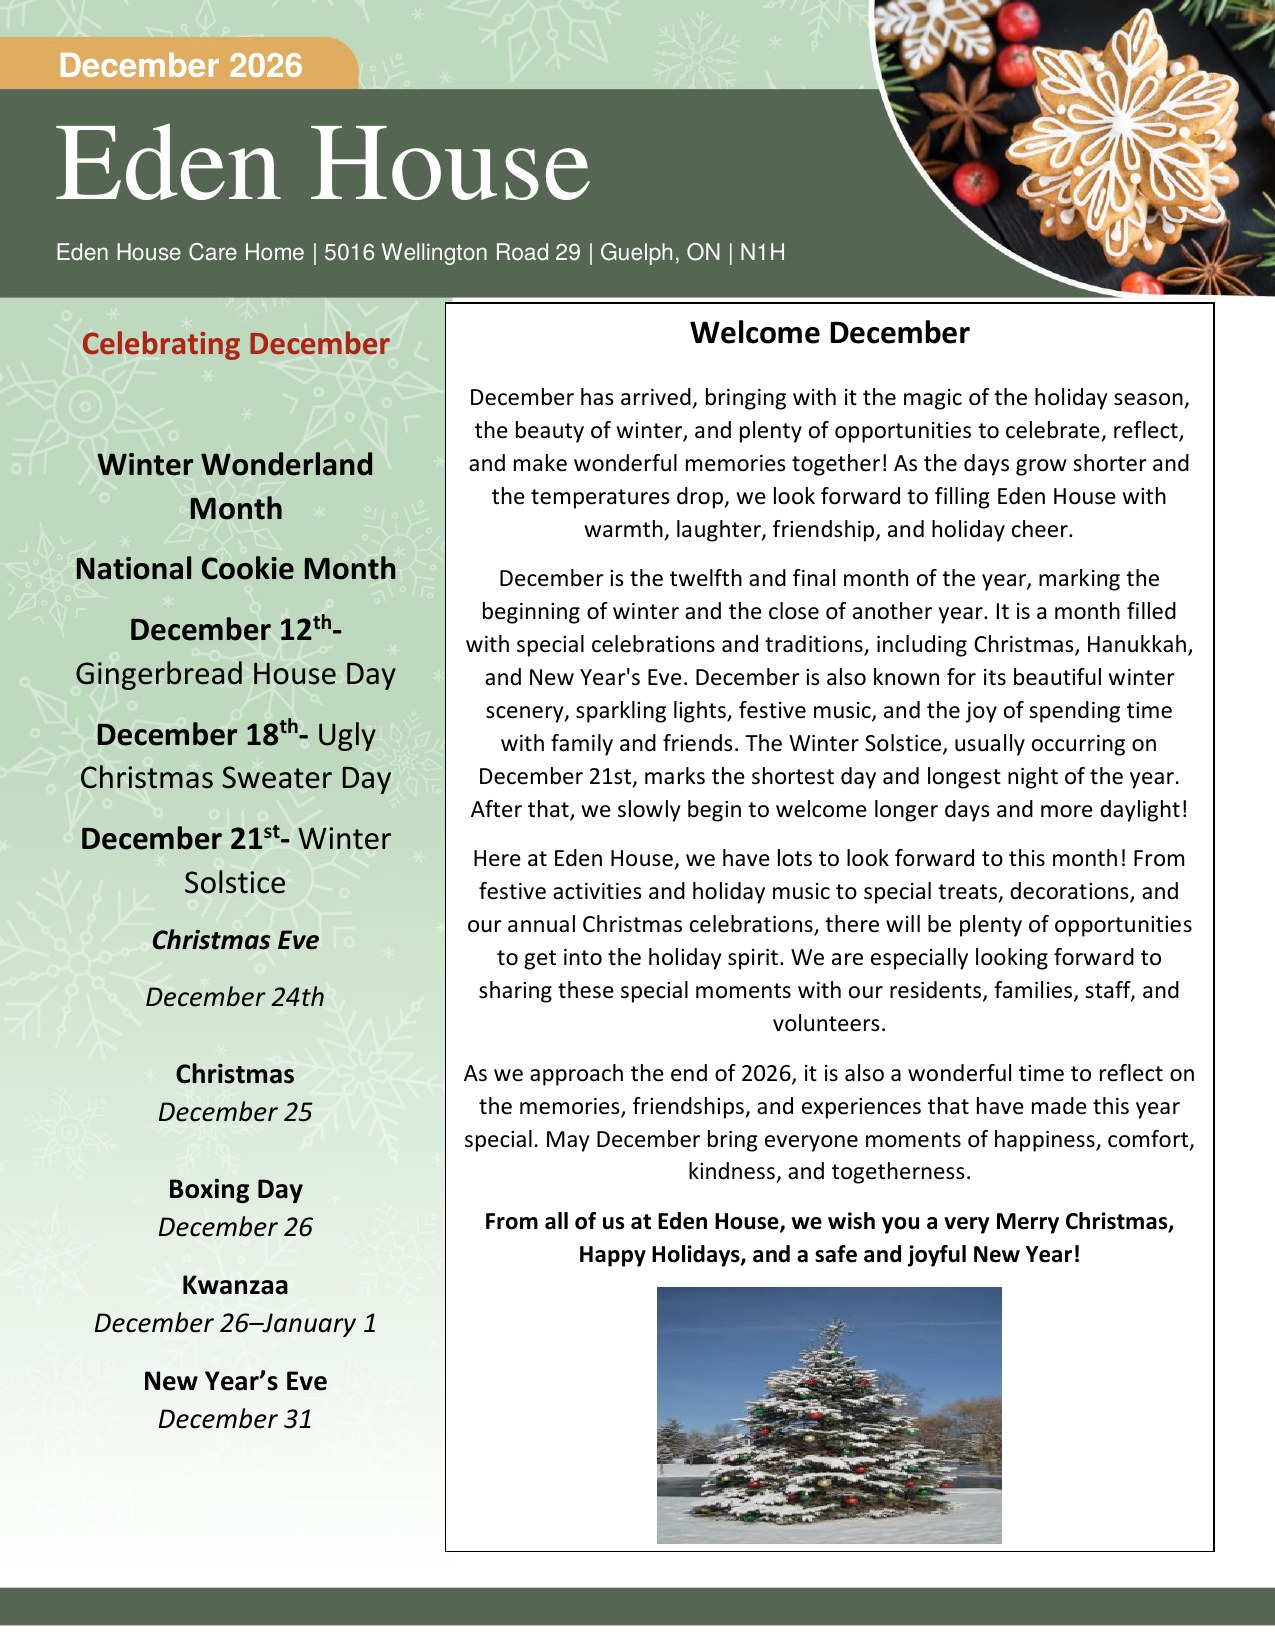 December 2026
Eden House
Eden House Care Home | 5016 Wellington Road 29 | Guelph, ON | N1H
Celebrating December
Winter Wonderland
Month
National Cookie Month
December 12th-
Gingerbread House Day
December 18th- Ugly
Christmas Sweater Day
December 21st- Winter
Solstice
Christmas Eve
December 24th
Christmas
December 25
Boxing Day
December 26
Kwanzaa
December 26–January 1
New Year’s Eve
December 31
Welcome December
December has arrived, bringing with it the magic of the holiday season,
the beauty of winter, and plenty of opportunities to celebrate, reflect,
and make wonderful memories together! As the days grow shorter and
the temperatures drop, we look forward to filling Eden House with
warmth, laughter, friendship, and holiday cheer.
December is the twelfth and final month of the year, marking the
beginning of winter and the close of another year. It is a month filled
with special celebrations and traditions, including Christmas, Hanukkah,
and New Year's Eve. December is also known for its beautiful winter
scenery, sparkling lights, festive music, and the joy of spending time
with family and friends. The Winter Solstice, usually occurring on
December 21st, marks the shortest day and longest night of the year.
After that, we slowly begin to welcome longer days and more daylight!
Here at Eden House, we have lots to look forward to this month! From
festive activities and holiday music to special treats, decorations, and
our annual Christmas celebrations, there will be plenty of opportunities
to get into the holiday spirit. We are especially looking forward to
sharing these special moments with our residents, families, staff, and
volunteers.
As we approach the end of 2026, it is also a wonderful time to reflect on
the memories, friendships, and experiences that have made this year
special. May December bring everyone moments of happiness, comfort,
kindness, and togetherness.
From all of us at Eden House, we wish you a very Merry Christmas,
Happy Holidays, and a safe and joyful New Year!